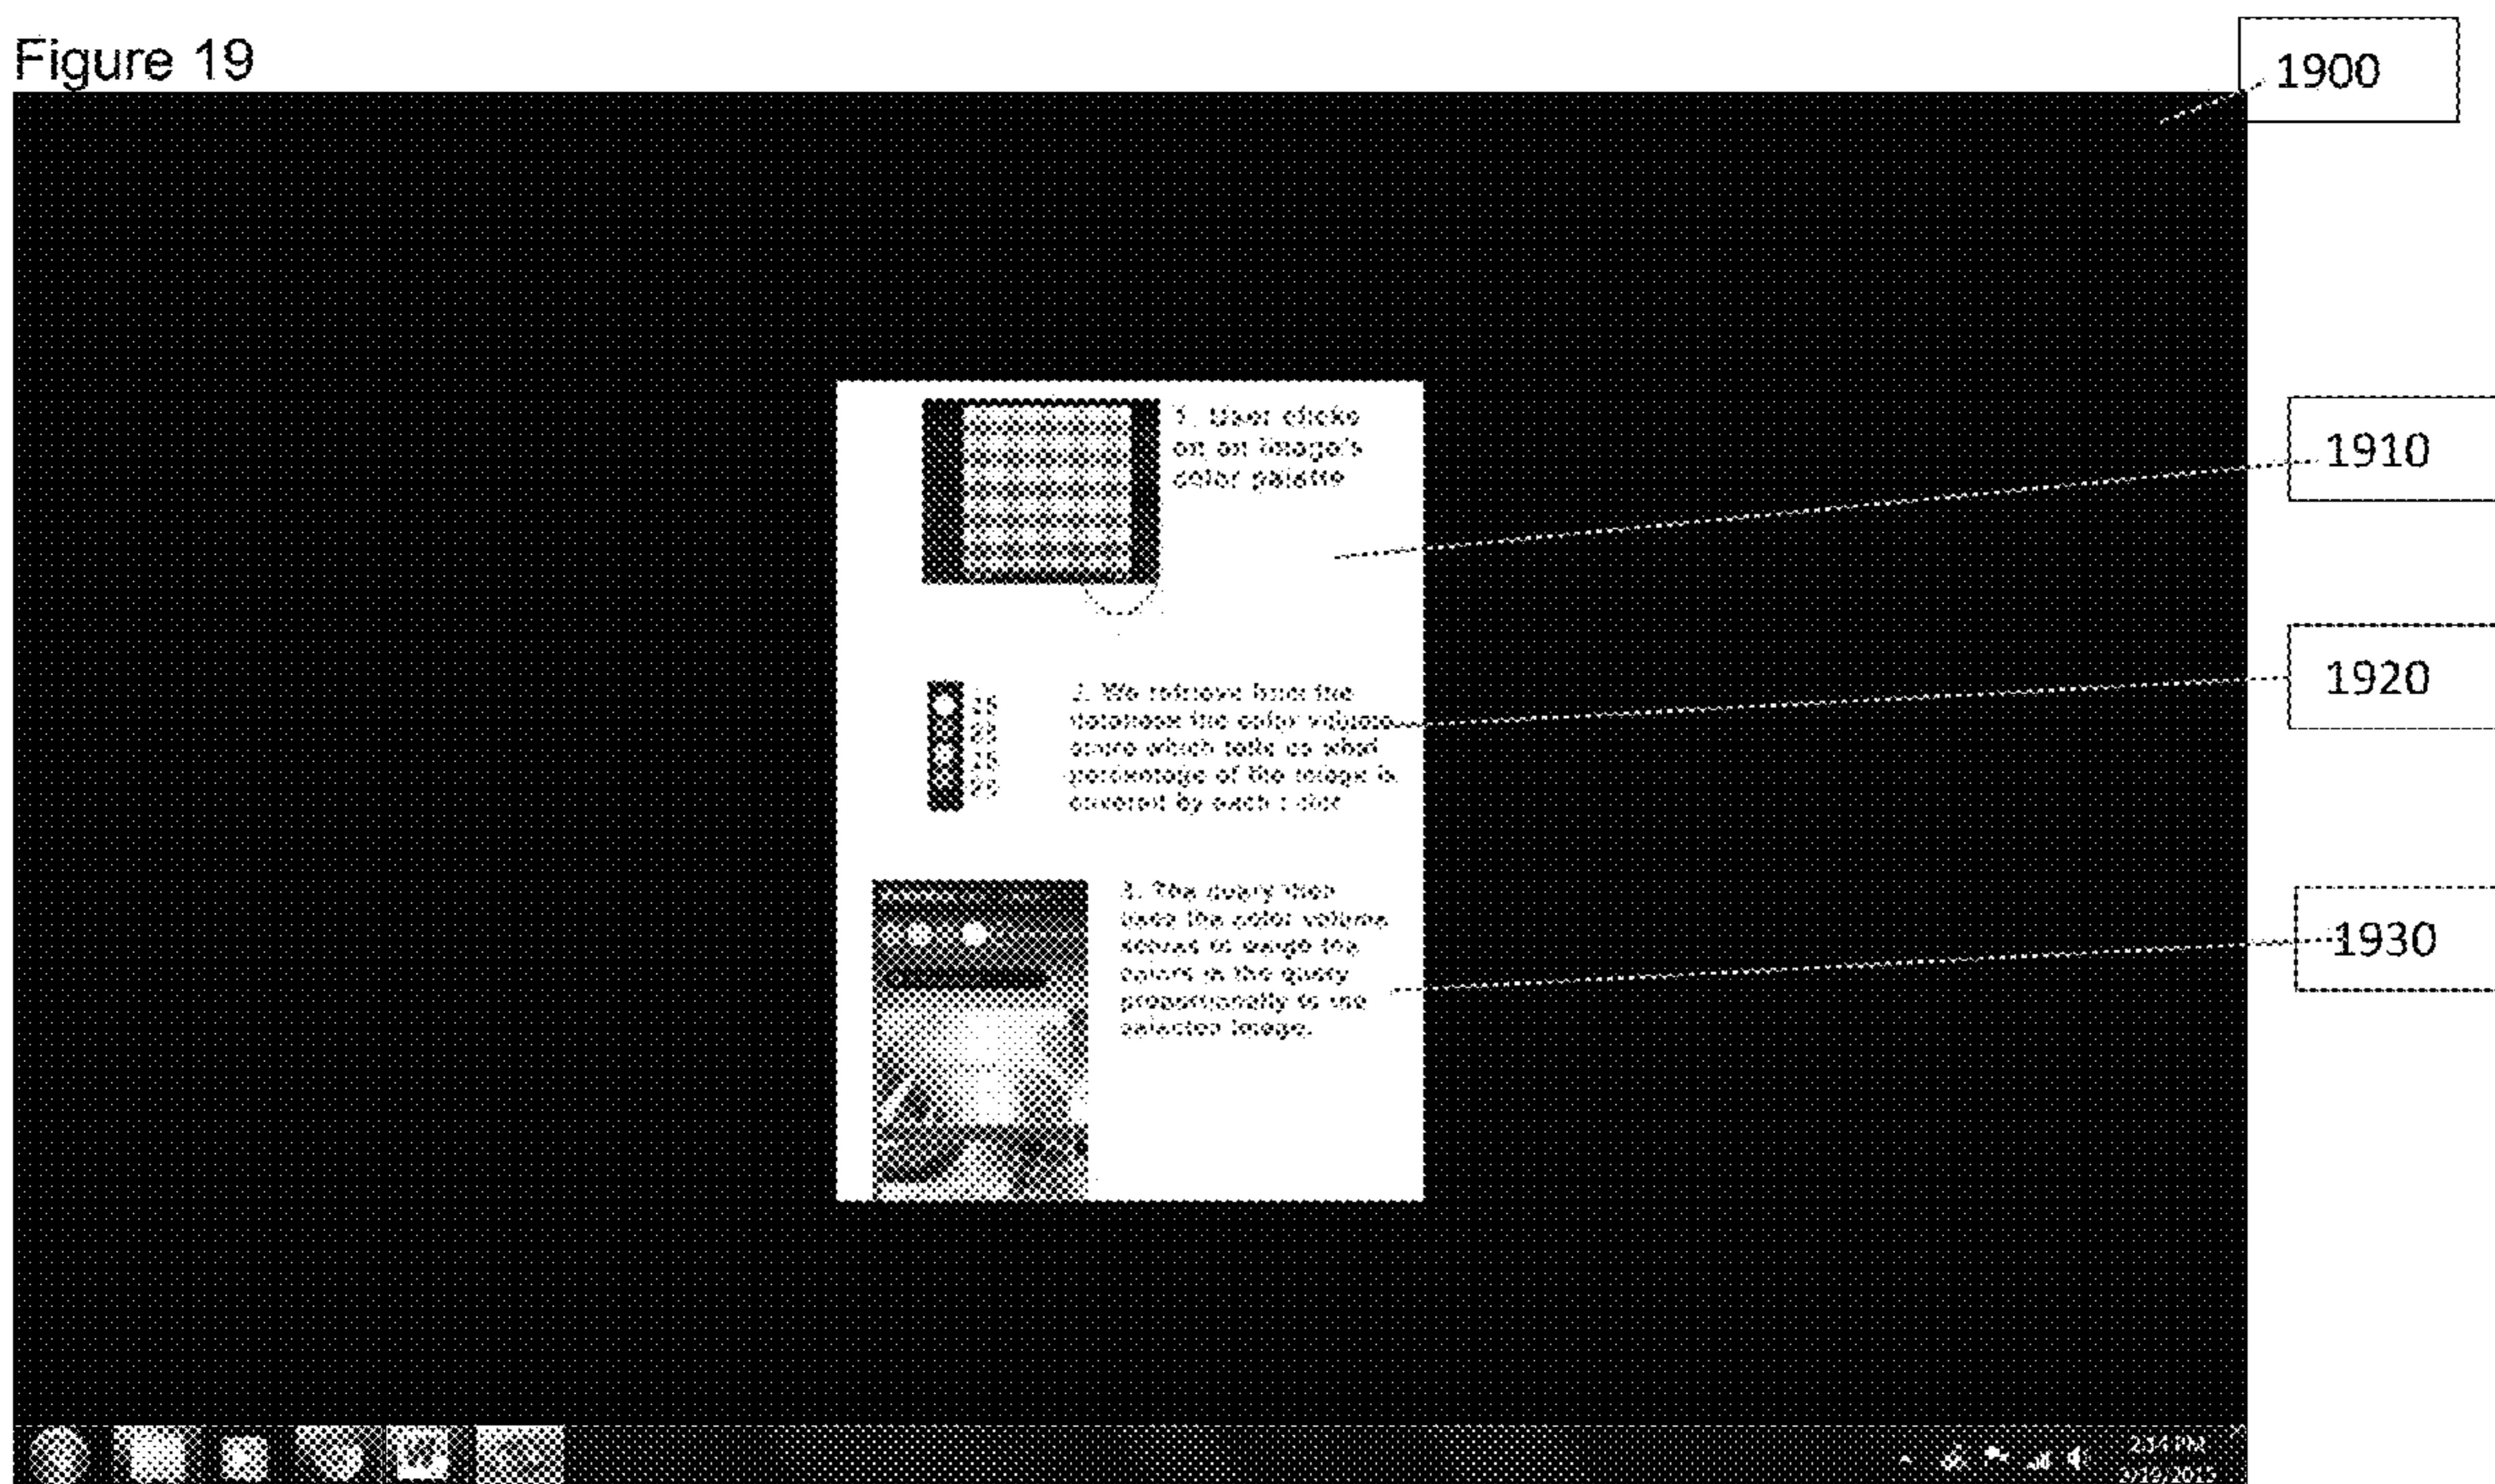 Figure 19
1900
1. User clicks
on an image's
color palette
1910
2. We retrieve from the
database the color volume
score which tells us what
percentage of the image is
covered by each color
1920
3. The query then
uses the color volume
scores to weigh the
colors in the query
proportionally to the
selected image.
1930
2:34 PM